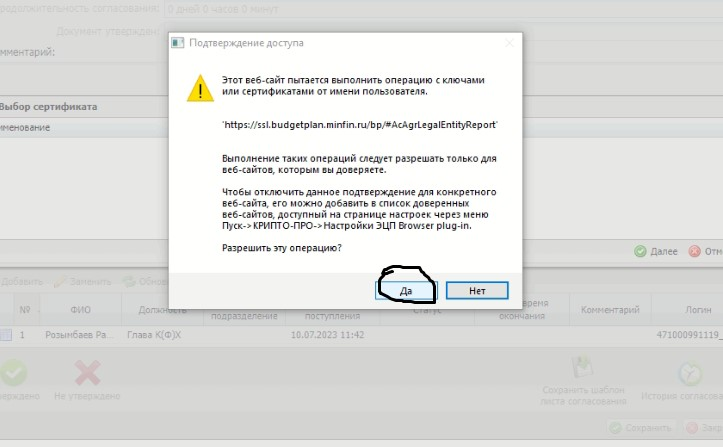 родолжительность согласования: 0 дней 0 часов 0 минут
Документ утвержден:
омментарий:
Подтверждение доступа
Этот веб-сайт пытается выполнить операцию с ключами
или сертификатами от имени пользователя.
'https://ssl.budgetplan.minfin.ru/bp/#AcAgrLegalEntityReport'
Выполнение таких операций следует разрешать только для
веб-сайтов, которым вы доверяете.
Чтобы отключить данное подтверждение для конкретного
веб-сайта, его можно добавить в список доверенных
веб-сайтов, доступный на странице настроек через меню
Пуск->КРИПТО-ПРО->Настройки ЭЦП Browser plug-in.
Разрешить эту операцию?
Да Нет
Выбор сертификата
именование
Далее Отм
Добавить Заменить Обнов
№ ФИО Должность подразделение поступления Статус время окончания Комментарий Логин
1 Розынбаев Ра... Глава К(Ф)Х 10.07.2023 11:42 471000991119_
ерждено Не утверждено
Сохранить шаблон
листа согласования
История согласова
Сохранить Закр